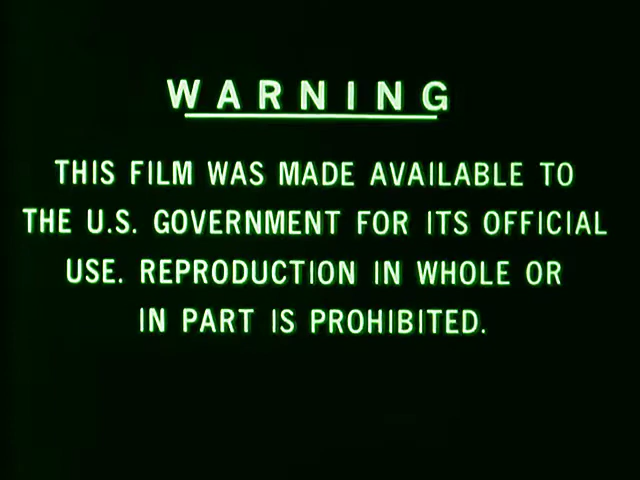 WARNING
THIS FILM WAS MADE AVAILABLE TO
THE U.S. GOVERNMENT FOR ITS OFFICIAL
USE. REPRODUCTION IN WHOLE OR
IN PART IS PROHIBITED.